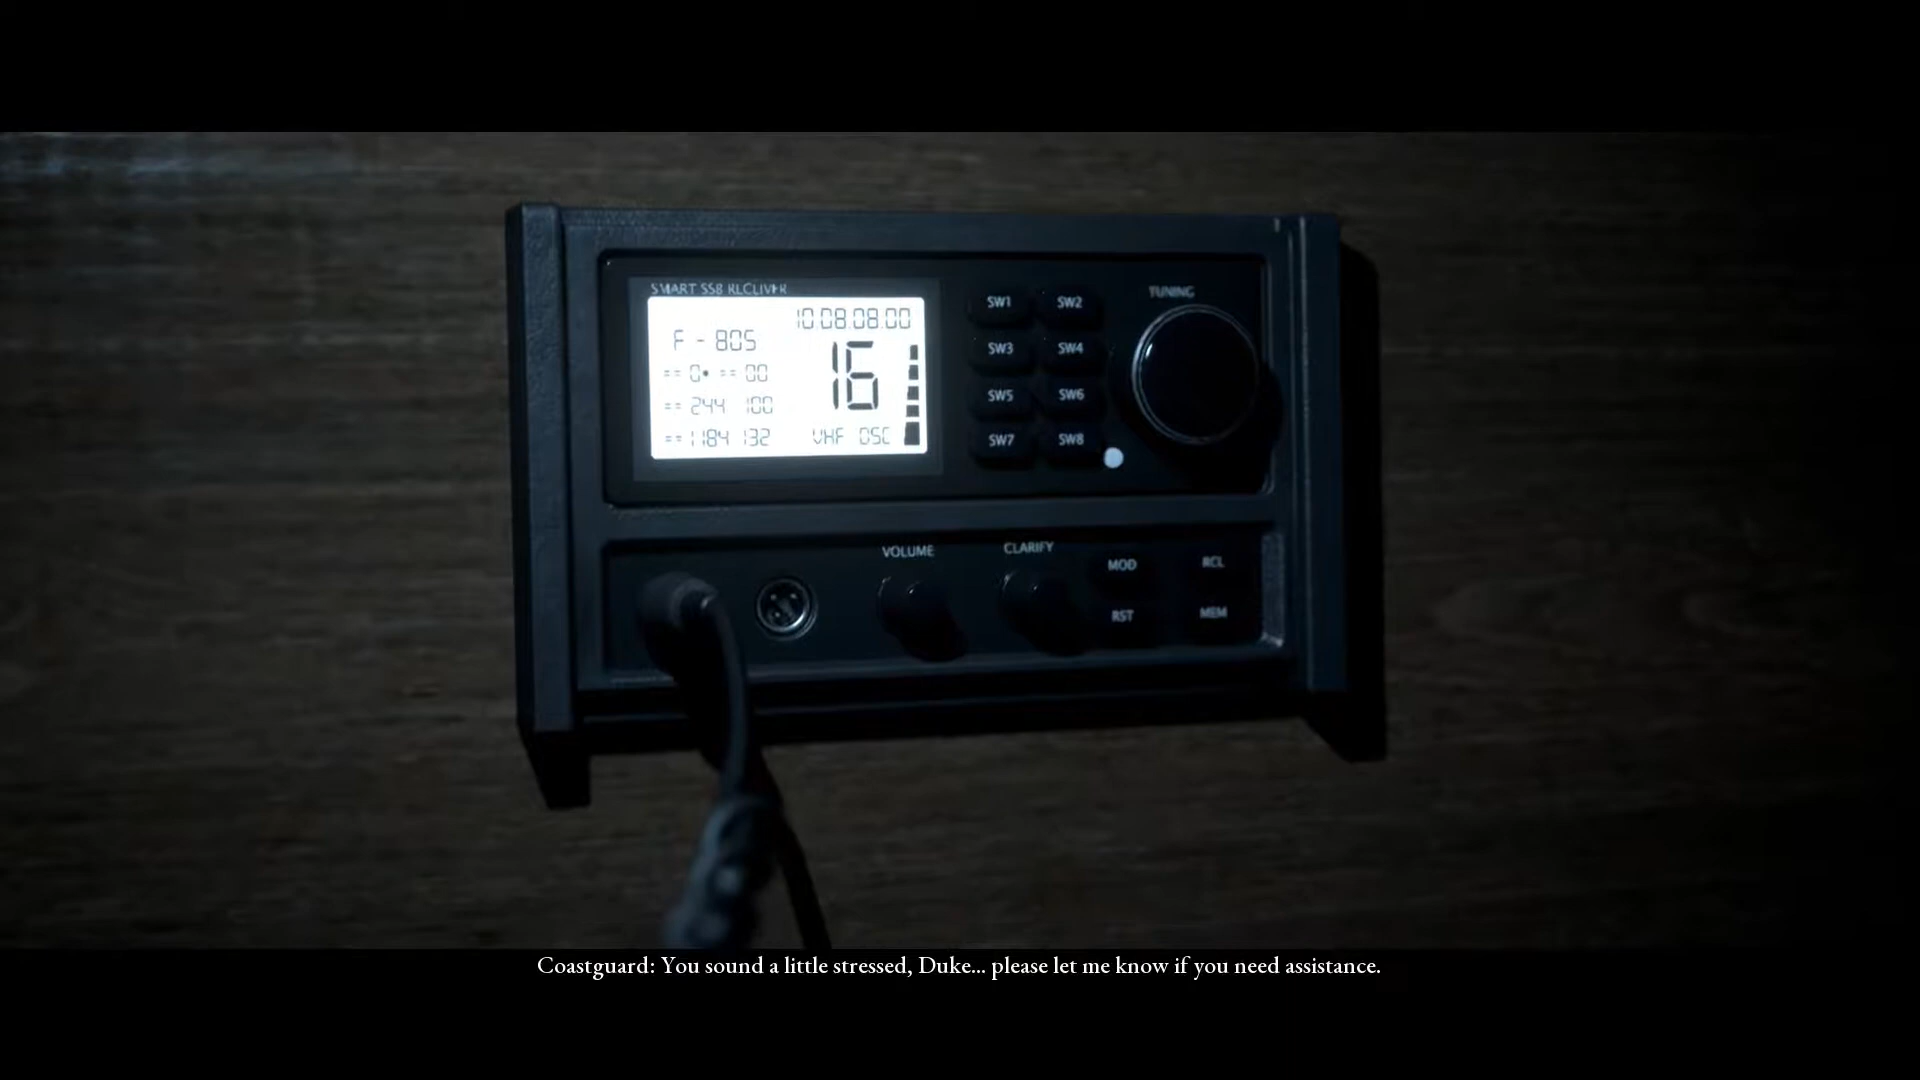 SMART SSB RECEIVER
10:08:08.00
F - 805
16
== 0• == 00
== 244 100
== 1184 132
VHF DSC
SW1 SW2
SW3 SW4
SW5 SW6
SW7 SW8
TUNING
VOLUME
CLARIFY
MOD
RCL
RST
MEM
Coastguard: You sound a little stressed, Duke... please let me know if you need assistance.